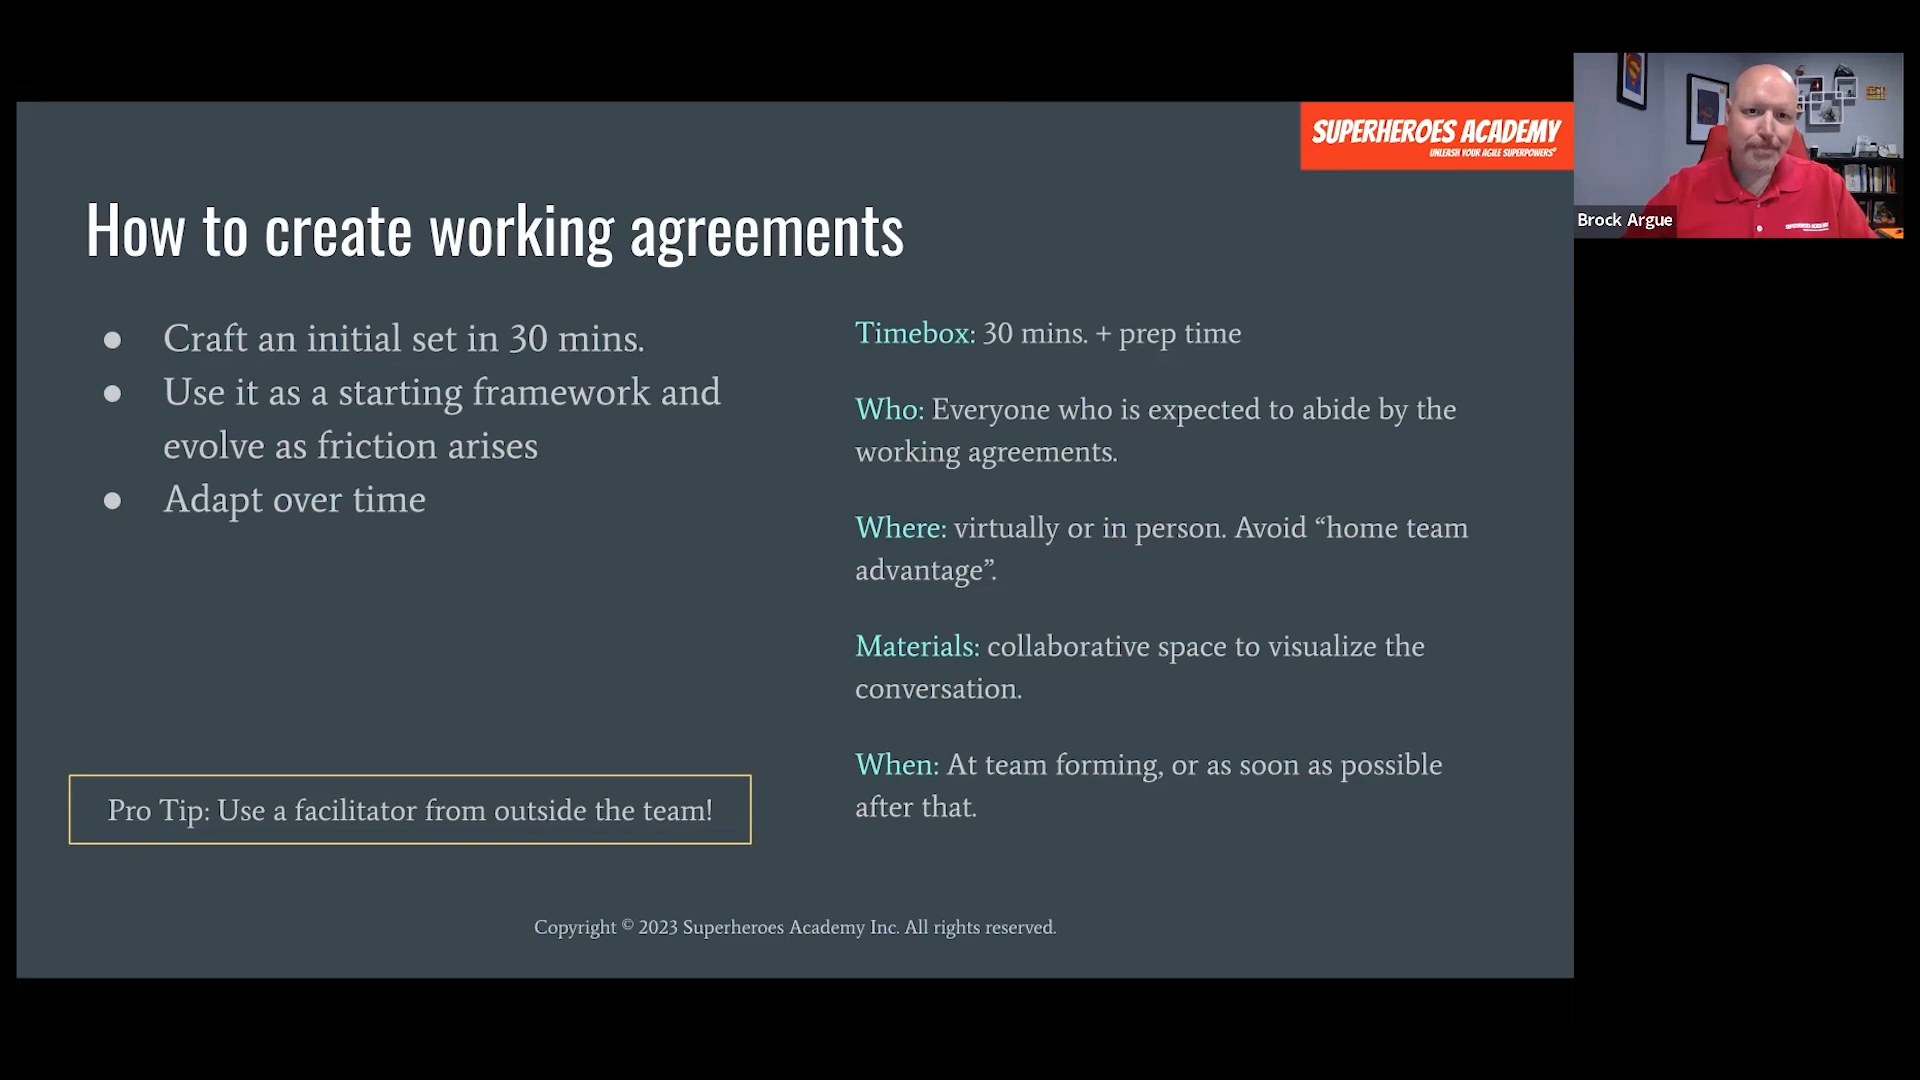 SUPERHEROES ACADEMY
UNLEASH YOUR AGILE SUPERPOWERS®
Brock Argue
How to create working agreements
● Craft an initial set in 30 mins.
● Use it as a starting framework and
evolve as friction arises
● Adapt over time
Pro Tip: Use a facilitator from outside the team!
Timebox: 30 mins. + prep time
Who: Everyone who is expected to abide by the
working agreements.
Where: virtually or in person. Avoid “home team
advantage”.
Materials: collaborative space to visualize the
conversation.
When: At team forming, or as soon as possible
after that.
Copyright © 2023 Superheroes Academy Inc. All rights reserved.
SUPERHEROES ACADEMY